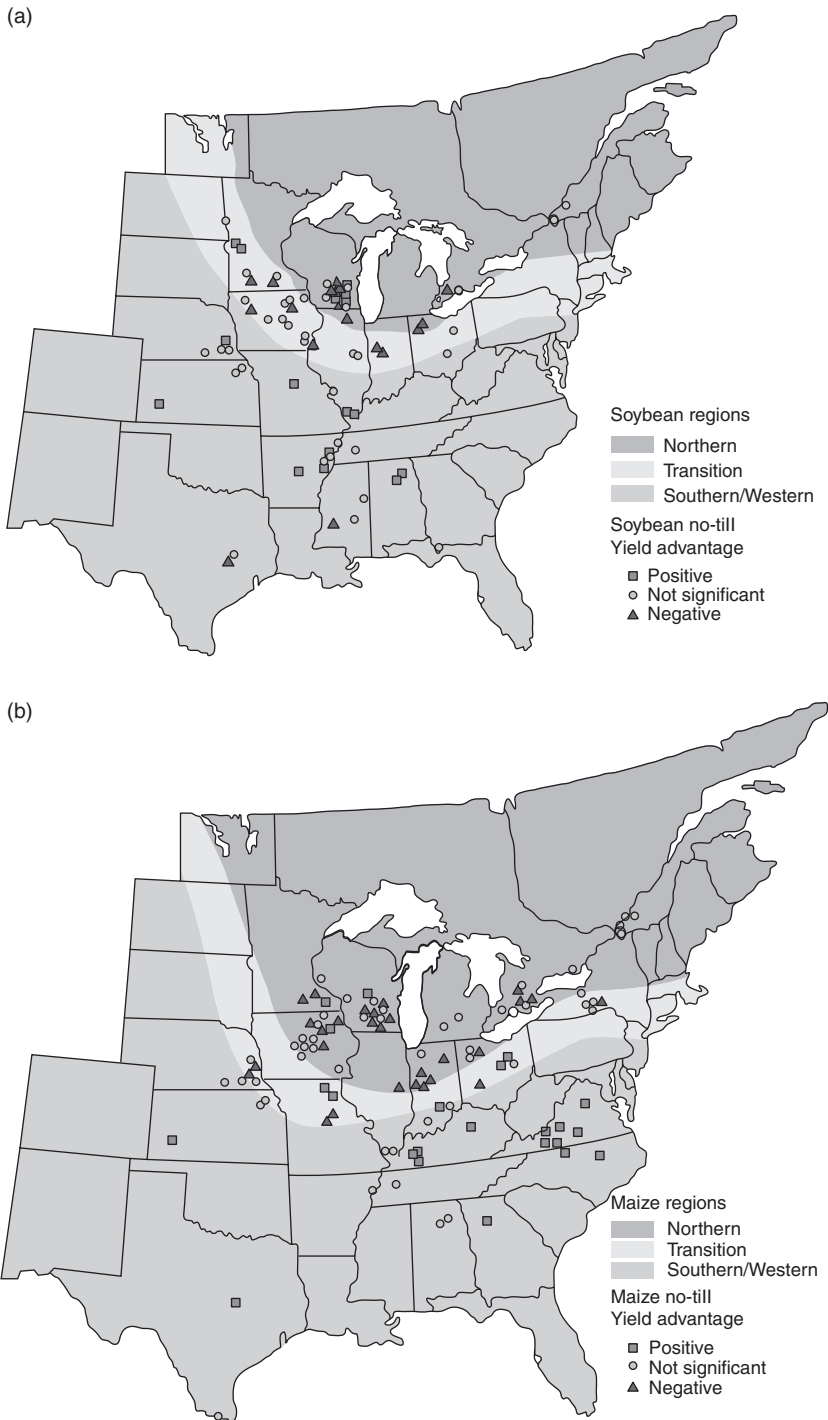 (a)
Soybean regions
Northern
Transition
Southern/Western
Soybean no-till
Yield advantage
Positive
Not significant
Negative
(b)
Maize regions
Northern
Transition
Southern/Western
Maize no-till
Yield advantage
Positive
Not significant
Negative